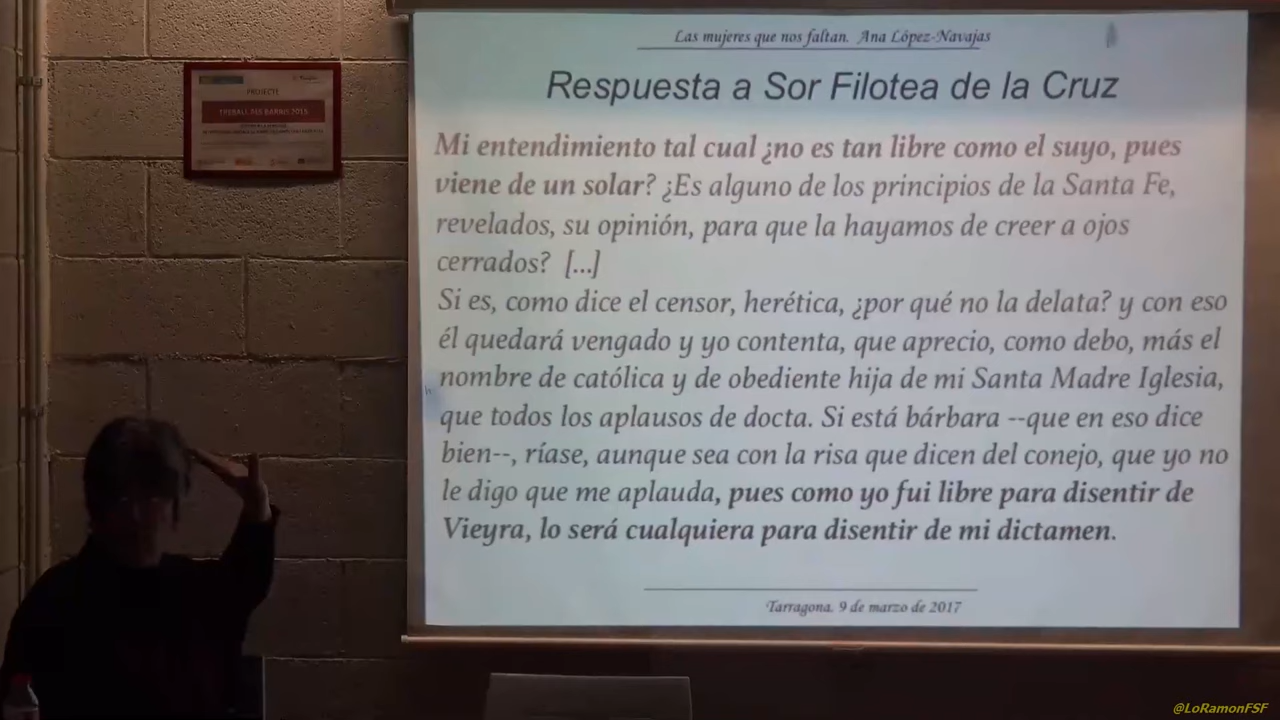 Las mujeres que nos faltan. Ana López-Navajas
Respuesta a Sor Filotea de la Cruz
Mi entendimiento tal cual ¿no es tan libre como el suyo, pues
viene de un solar? ¿Es alguno de los principios de la Santa Fe,
revelados, su opinión, para que la hayamos de creer a ojos
cerrados? [...]
Si es, como dice el censor, herética, ¿por qué no la delata? y con eso
él quedará vengado y yo contenta, que aprecio, como debo, más el
nombre de católica y de obediente hija de mi Santa Madre Iglesia,
que todos los aplausos de docta. Si está bárbara --que en eso dice
bien--, ríase, aunque sea con la risa que dicen del conejo, que yo no
le digo que me aplauda, pues como yo fui libre para disentir de
Vieyra, lo será cualquiera para disentir de mi dictamen.
Tarragona. 9 de marzo de 2017
PROJECTE
TREBALL ALS BARRIS 2015
@LoRamonFSF